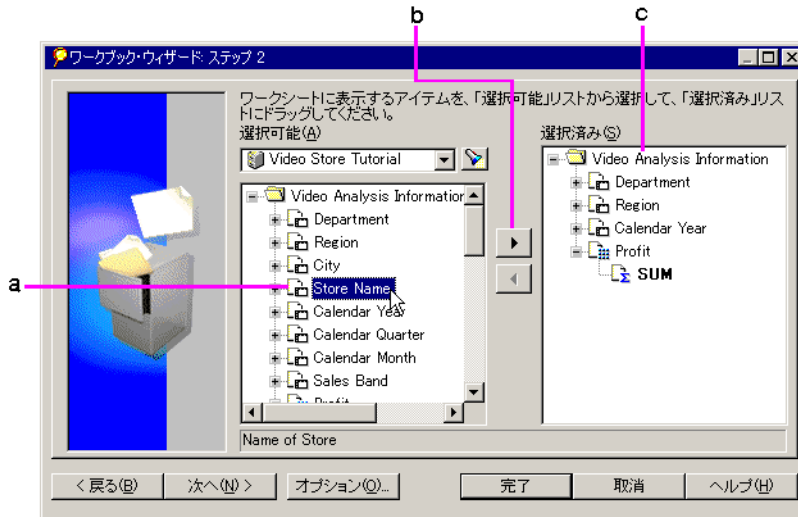 b
c
ワークブック・ウィザード: ステップ 2
ワークシートに表示するアイテムを、「選択可能」リストから選択して、「選択済み」リス
トにドラッグしてください。
選択可能(A)
選択済み(S)
Video Store Tutorial
Video Analysis Information
Department
Region
City
a
Store Name
Calendar Year
Calendar Quarter
Calendar Month
Sales Band
Profit
Video Analysis Information
Department
Region
Calendar Year
Profit
SUM
Name of Store
< 戻る(B)
次へ(N) >
オプション(O)...
完了
取消
ヘルプ(H)